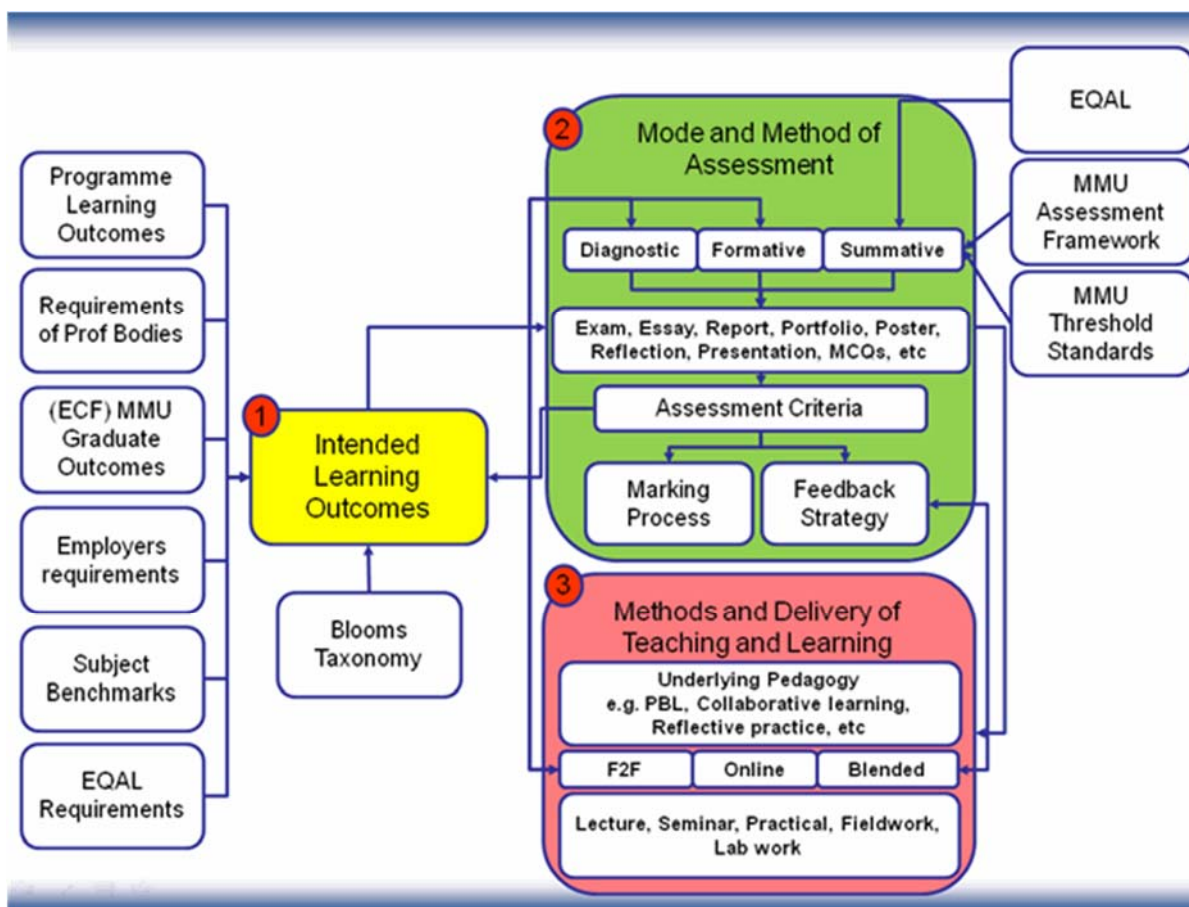 Programme
Learning
Outcomes
Requirements
of Prof Bodies
(ECF) MMU
Graduate
Outcomes
Employers
requirements
Subject
Benchmarks
EQAL
Requirements
1
Intended
Learning
Outcomes
Blooms
Taxonomy
2
Mode and Method of
Assessment
Diagnostic
Formative
Summative
Exam, Essay, Report, Portfolio, Poster,
Reflection, Presentation, MCQs, etc
Assessment Criteria
Marking
Process
Feedback
Strategy
3
Methods and Delivery of
Teaching and Learning
Underlying Pedagogy
e.g. PBL, Collaborative learning,
Reflective practice, etc
F2F
Online
Blended
Lecture, Seminar, Practical, Fieldwork,
Lab work
EQAL
MMU
Assessment
Framework
MMU
Threshold
Standards